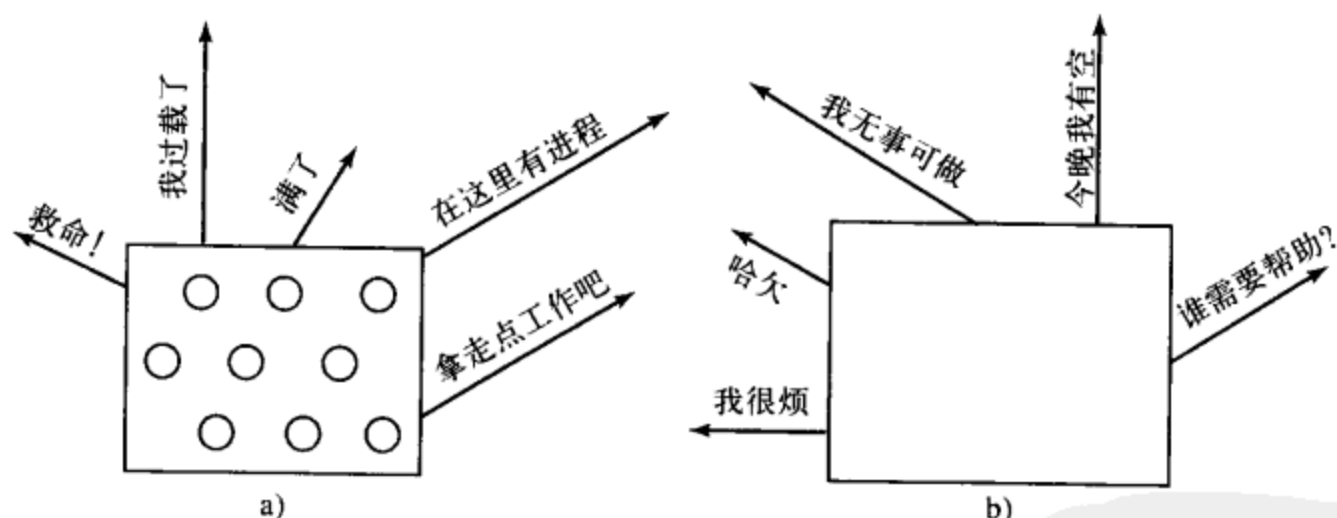 我过载了
满了
在这里有进程
救命！
拿走点工作吧
a)
我无事可做
今晚我有空
哈欠
谁需要帮助？
我很烦
b)